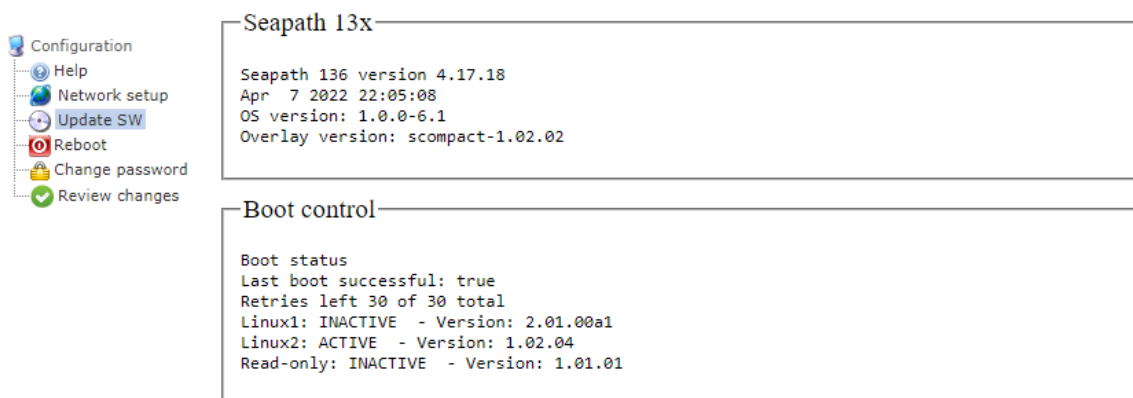 Configuration
Help
Network setup
Update SW
Reboot
Change password
Review changes
Seapath 13x
Seapath 136 version 4.17.18
Apr  7 2022 22:05:08
OS version: 1.0.0-6.1
Overlay version: scompact-1.02.02
Boot control
Boot status
Last boot successful: true
Retries left 30 of 30 total
Linux1: INACTIVE  - Version: 2.01.00a1
Linux2: ACTIVE  - Version: 1.02.04
Read-only: INACTIVE  - Version: 1.01.01